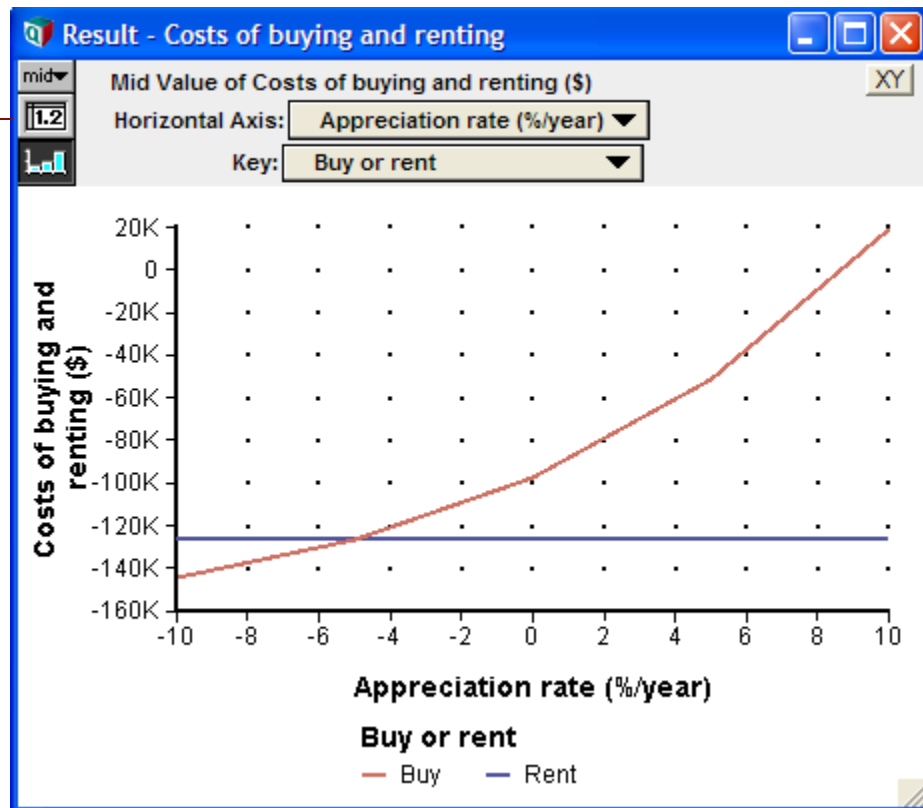 Result - Costs of buying and renting
mid
Mid Value of Costs of buying and renting ($)
XY
1.2
Horizontal Axis: Appreciation rate (%/year)
Key: Buy or rent
Costs of buying and
renting ($)
20K
0
-20K
-40K
-60K
-80K
-100K
-120K
-140K
-160K
-10 -8 -6 -4 -2 0 2 4 6 8 10
Appreciation rate (%/year)
Buy or rent
Buy Rent